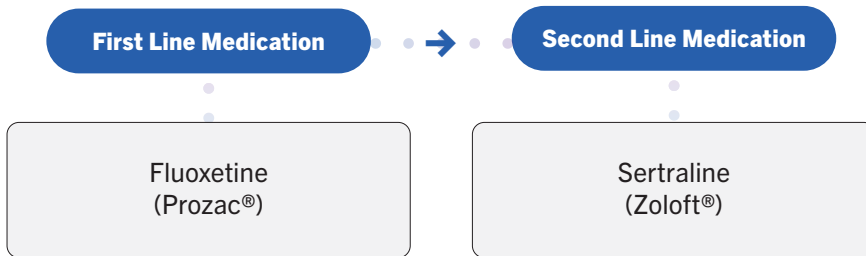 First Line Medication
Second Line Medication
Fluoxetine
(Prozac®)
Sertraline
(Zoloft®)